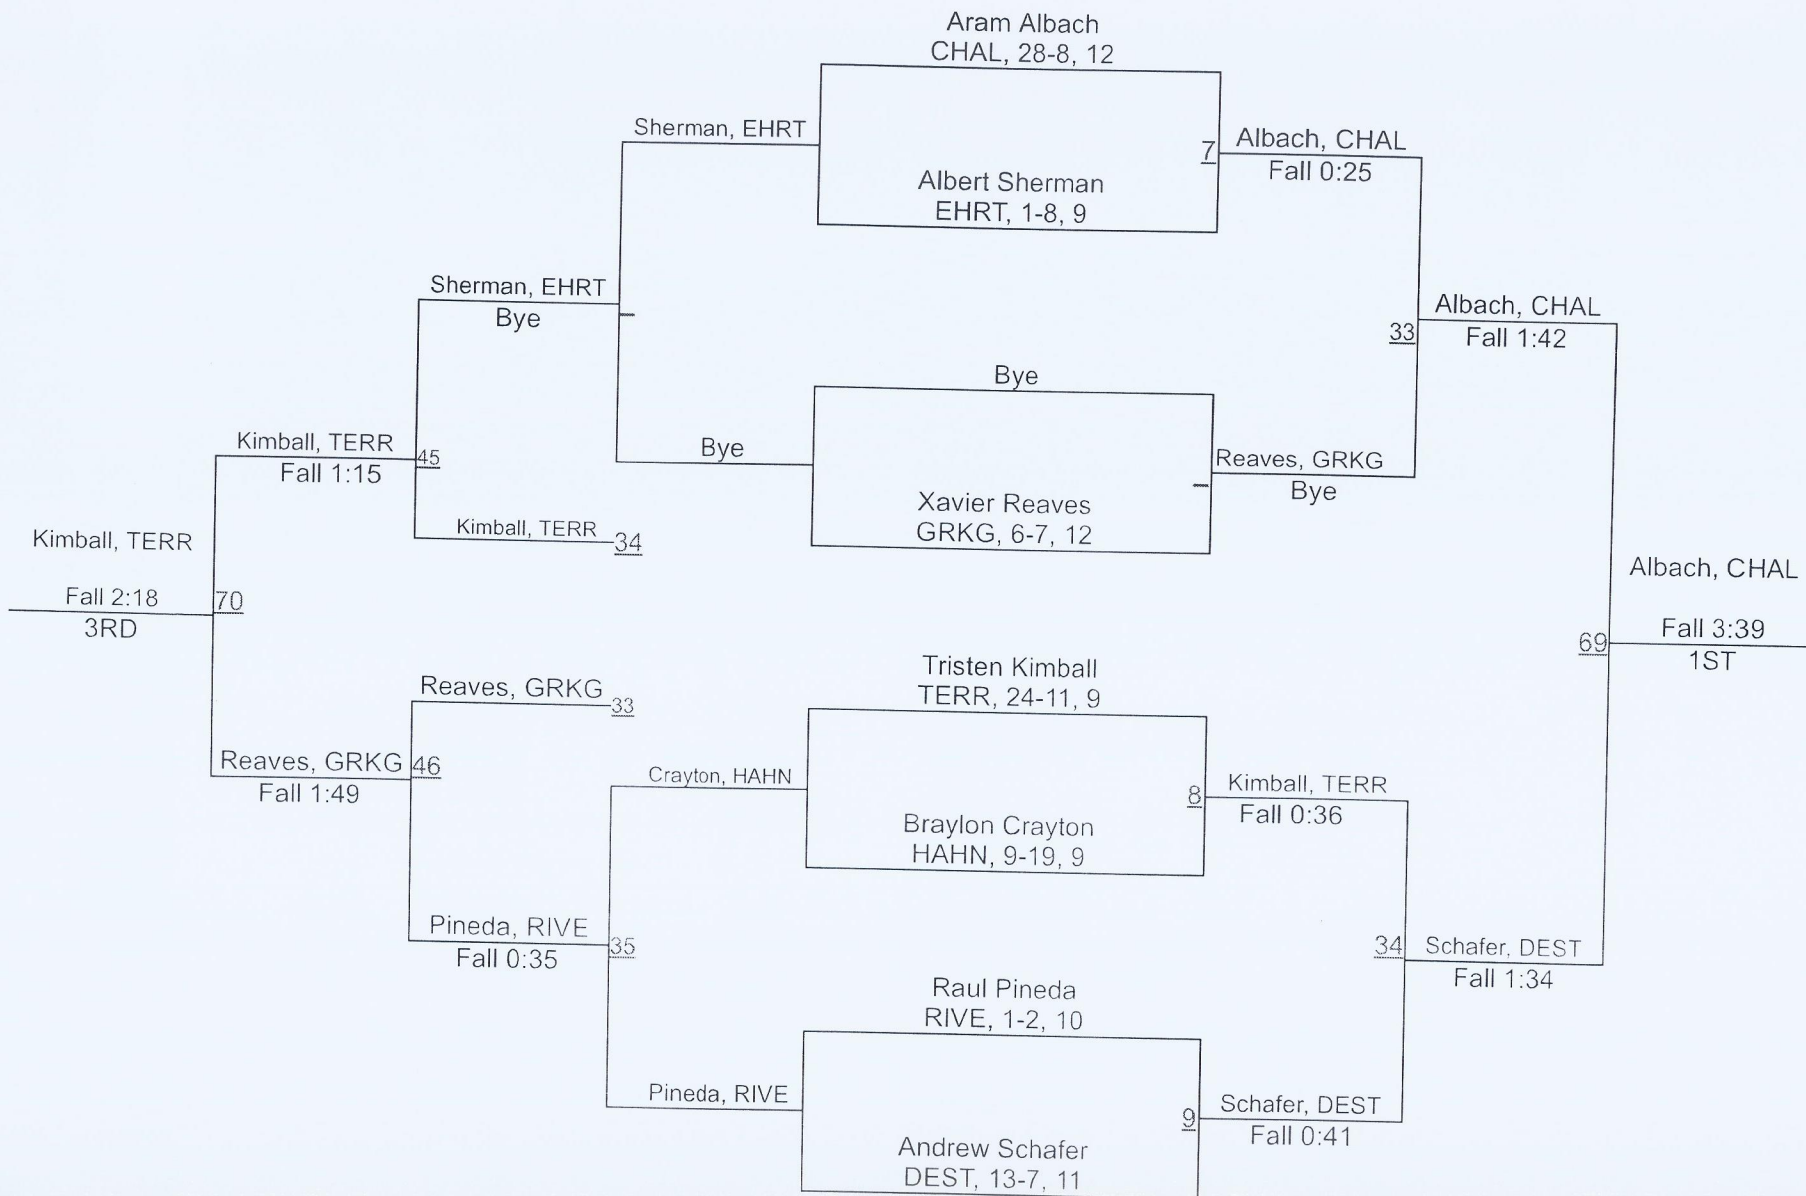 Aram Albach
CHAL, 28-8, 12
Sherman, EHRT
7
Albach, CHAL
Fall 0:25
Albert Sherman
EHRT, 1-8, 9
Sherman, EHRT
Bye
Albach, CHAL
33
Fall 1:42
Bye
Kimball, TERR
45
Fall 1:15
Bye
Reaves, GRKG
Bye
Xavier Reaves
GRKG, 6-7, 12
Kimball, TERR
34
Kimball, TERR
Fall 2:18
70
3RD
Albach, CHAL
69
Fall 3:39
1ST
Tristen Kimball
TERR, 24-11, 9
Reaves, GRKG
33
Reaves, GRKG
46
Fall 1:49
Crayton, HAHN
8
Kimball, TERR
Fall 0:36
Braylon Crayton
HAHN, 9-19, 9
Pineda, RIVE
35
Fall 0:35
34
Schafer, DEST
Fall 1:34
Raul Pineda
RIVE, 1-2, 10
Pineda, RIVE
9
Schafer, DEST
Fall 0:41
Andrew Schafer
DEST, 13-7, 11